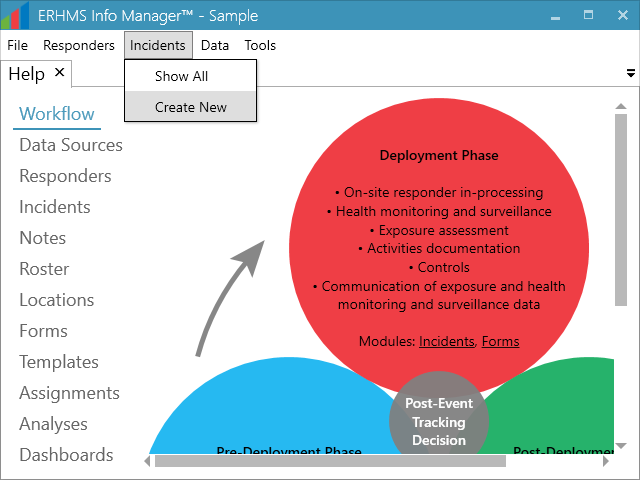 ERHMS Info Manager™ - Sample
File Responders Incidents Data Tools
Show All
Create New
Help ✕
Workflow
Data Sources
Responders
Incidents
Notes
Roster
Locations
Forms
Templates
Assignments
Analyses
Dashboards
Deployment Phase
• On-site responder in-processing
• Health monitoring and surveillance
• Exposure assessment
• Activities documentation
• Controls
• Communication of exposure and health
monitoring and surveillance data
Modules: Incidents, Forms
Post-Event
Tracking
Decision
Pre-Deployment Phase
Post-Deployment